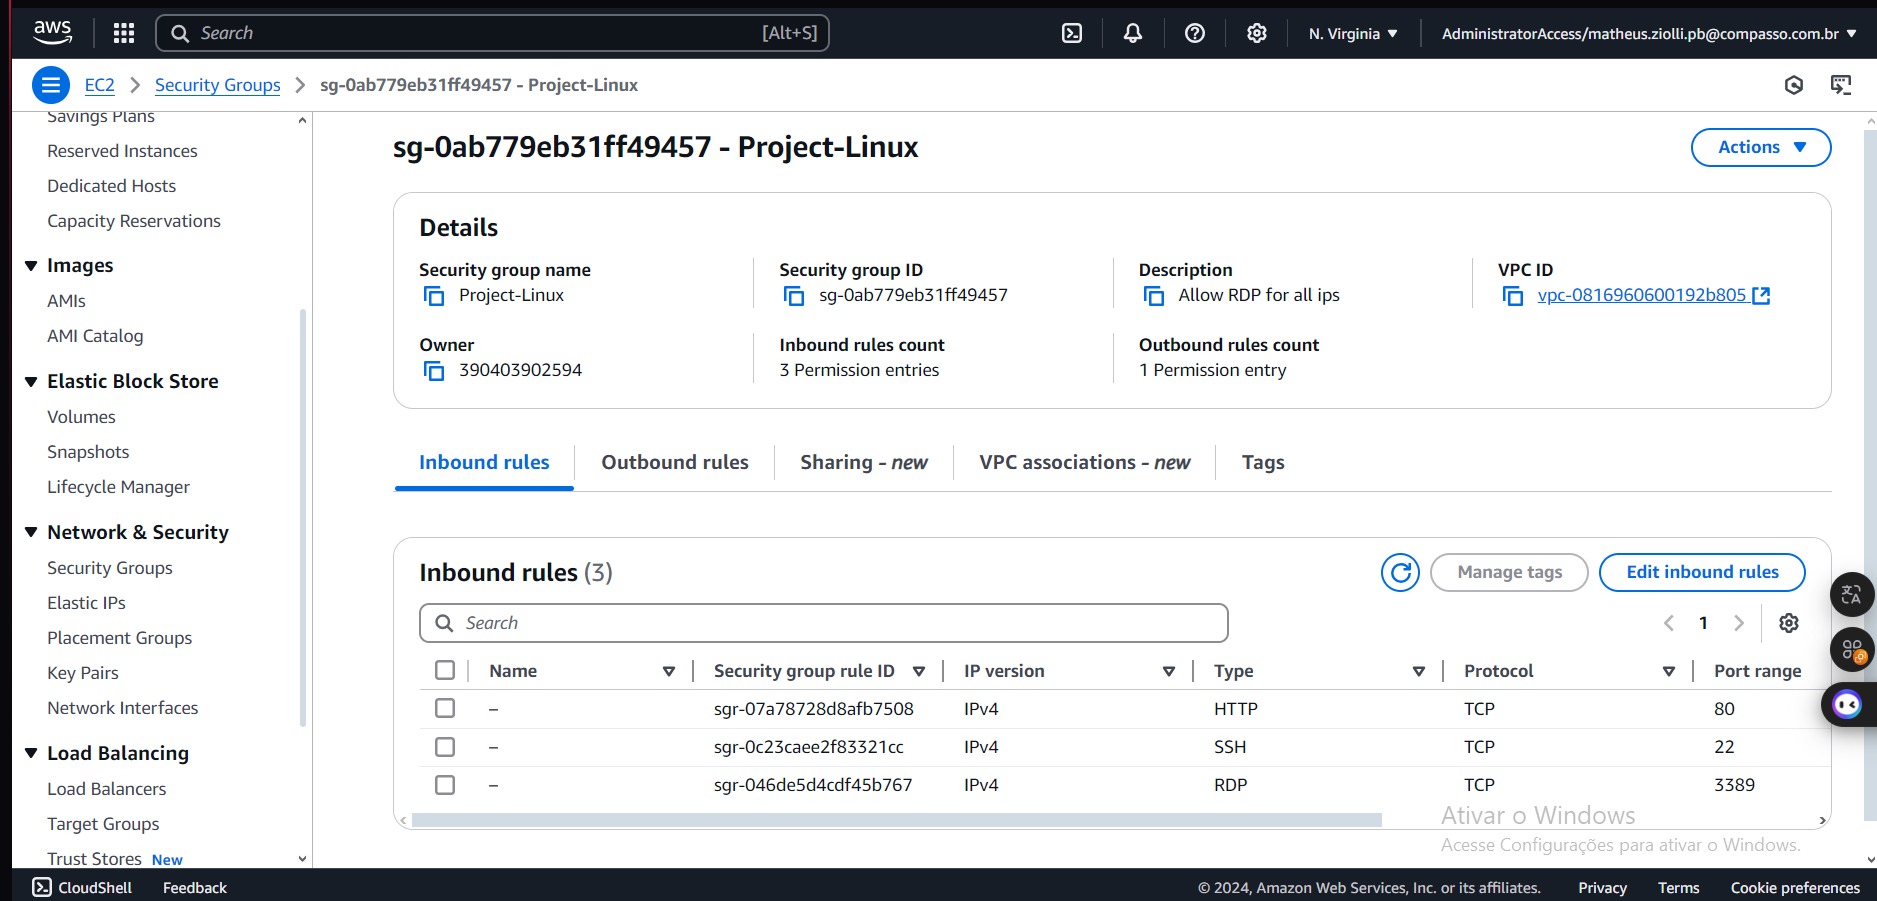 aws
Search
[Alt+S]
N. Virginia
AdministratorAccess/matheus.ziolli.pb@compasso.com.br
EC2
Security Groups
sg-0ab779eb31ff49457 - Project-Linux
Savings Plans
Reserved Instances
Dedicated Hosts
Capacity Reservations
Images
AMIs
AMI Catalog
Elastic Block Store
Volumes
Snapshots
Lifecycle Manager
Network & Security
Security Groups
Elastic IPs
Placement Groups
Key Pairs
Network Interfaces
Load Balancing
Load Balancers
Target Groups
Trust Stores New
sg-0ab779eb31ff49457 - Project-Linux
Actions
Details
Security group name
Project-Linux
Security group ID
sg-0ab779eb31ff49457
Description
Allow RDP for all ips
VPC ID
vpc-0816960600192b805
Owner
390403902594
Inbound rules count
3 Permission entries
Outbound rules count
1 Permission entry
Inbound rules
Outbound rules
Sharing - new
VPC associations - new
Tags
Inbound rules (3)
Manage tags
Edit inbound rules
Search
1
Name Security group rule ID IP version Type Protocol Port range
– sgr-07a78728d8afb7508 IPv4 HTTP TCP 80
– sgr-0c23caee2f83321cc IPv4 SSH TCP 22
– sgr-046de5d4cdf45b767 IPv4 RDP TCP 3389
Ativar o Windows
Acesse Configurações para ativar o Windows.
CloudShell
Feedback
© 2024, Amazon Web Services, Inc. or its affiliates.
Privacy
Terms
Cookie preferences